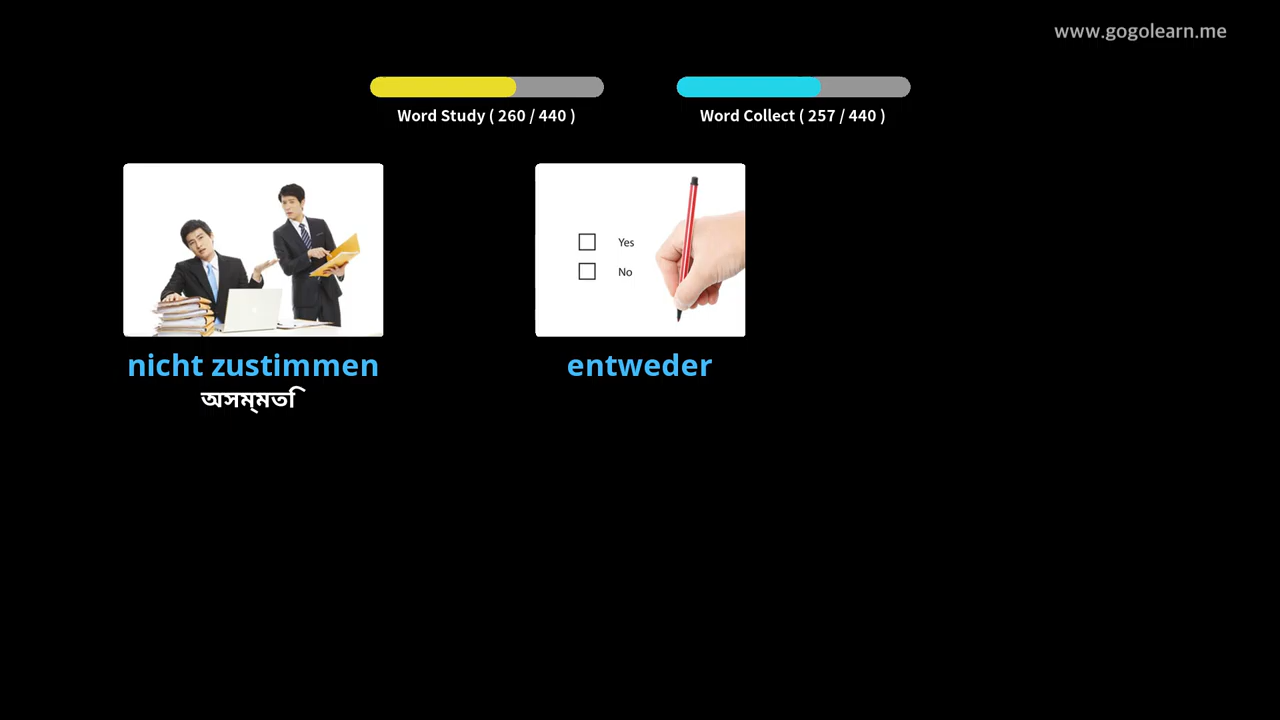 www.gogolearn.me
Word Study ( 260 / 440 )
Word Collect ( 257 / 440 )
Yes
No
nicht zustimmen
entweder
অসম্মতি